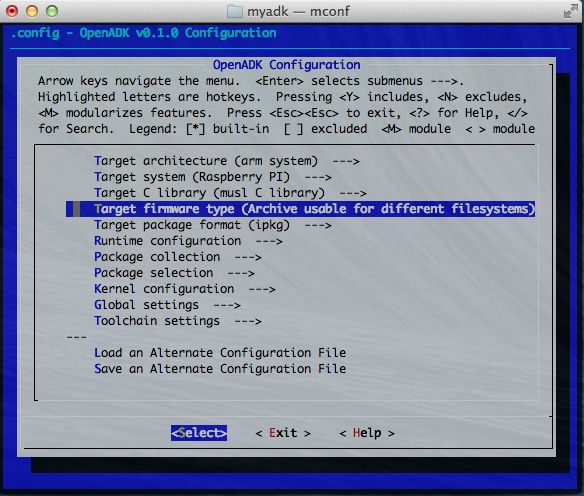 myadk — mconf
.config - OpenADK v0.1.0 Configuration
OpenADK Configuration
Arrow keys navigate the menu.  <Enter> selects submenus --->.
Highlighted letters are hotkeys.  Pressing <Y> includes, <N> excludes,
<M> modularizes features.  Press <Esc><Esc> to exit, <?> for Help, </>
for Search.  Legend: [*] built-in  [ ] excluded  <M> module  < > module
Target architecture (arm system)  --->
Target system (Raspberry PI)  --->
Target C library (musl C library)  --->
Target firmware type (Archive usable for different filesystems)
Target package format (ipkg)  --->
Runtime configuration  --->
Package collection  --->
Package selection  --->
Kernel configuration  --->
Global settings  --->
Toolchain settings  --->
---
Load an Alternate Configuration File
Save an Alternate Configuration File
<Select>    < Exit >    < Help >